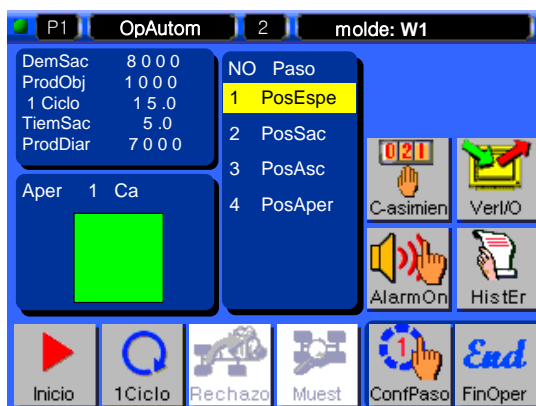 P1 OpAutom 2 molde: W1
DemSac 8000
ProdObj 1000
1 Ciclo 15.0
TiemSac 5.0
ProdDiar 7000
Aper 1 Ca
NO Paso
1 PosEspe
2 PosSac
3 PosAsc
4 PosAper
021
C-asimien
VerI/O
AlarmOn
HistEr
Inicio
1Ciclo
Rechazo
Muest
1
ConfPaso
End
FinOper